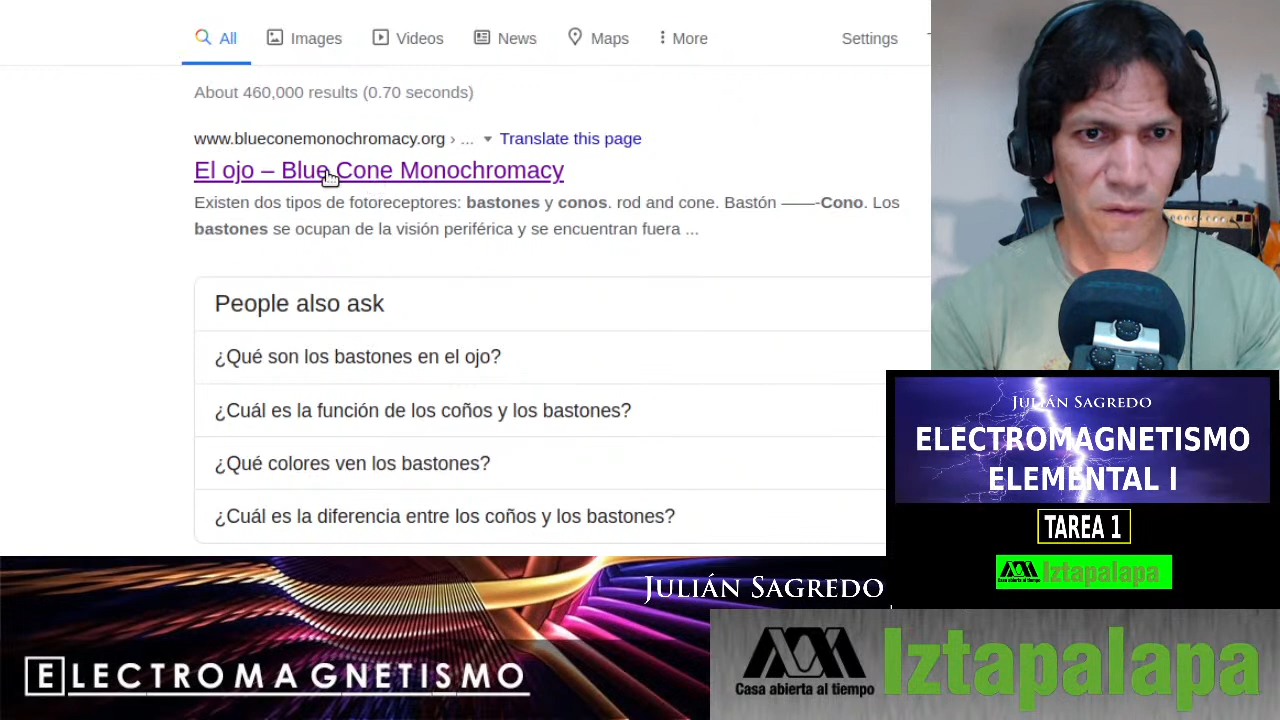 All Images Videos News Maps More Settings
About 460,000 results (0.70 seconds)
www.blueconemonochromacy.org › ... Translate this page
El ojo – Blue Cone Monochromacy
Existen dos tipos de fotoreceptores: bastones y conos. rod and cone. Bastón ——-Cono. Los
bastones se ocupan de la visión periférica y se encuentran fuera ...
People also ask
¿Qué son los bastones en el ojo?
¿Cuál es la función de los coños y los bastones?
¿Qué colores ven los bastones?
¿Cuál es la diferencia entre los coños y los bastones?
JULIÁN SAGREDO
ELECTROMAGNETISMO
ELEMENTAL I
TAREA 1
Casa abierta al tiempo Iztapalapa
JULIÁN SAGREDO
ELECTROMAGNETISMO
Casa abierta al tiempo Iztapalapa